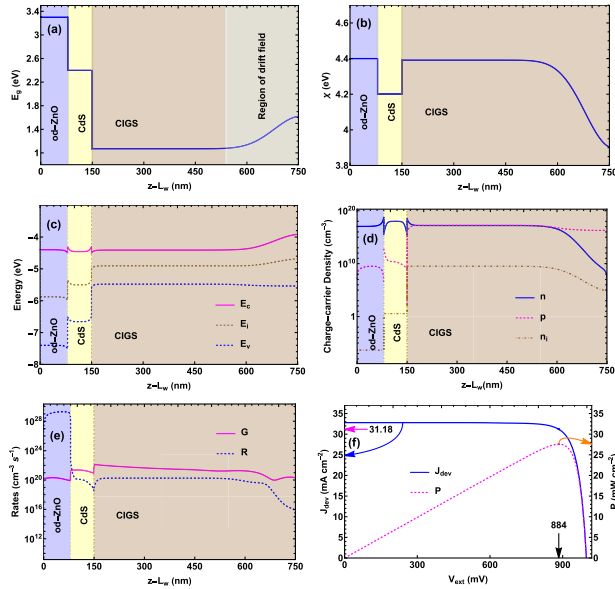 (a)
3.4
2.8
2.2
1.6
1
E_g (eV)
od−ZnO
CdS
CIGS
Region of drift field
0 150 300 450 600 750
z−L_w (nm)
(b)
4.6
4.4
4.2
4
3.8
χ (eV)
od−ZnO
CdS
CIGS
0 150 300 450 600 750
z−L_w (nm)
(c)
−4
−5
−6
−7
−8
Energy (eV)
od−ZnO
CdS
CIGS
E_c
E_i
E_v
0 150 300 450 600 750
z−L_w (nm)
(d)
10^20
10^10
1
Charge−carrier Density (cm^−3)
od−ZnO
CdS
CIGS
n
p
n_i
0 150 300 450 600 750
z−L_w(nm)
(e)
10^28
10^24
10^20
10^16
10^12
Rates (cm^−3 s^−1)
od−ZnO
CdS
CIGS
G
R
0 150 300 450 600 750
z−L_w (nm)
(f)
35
30
25
20
15
10
5
0
J_dev (mA cm^−2)
31.18
J_dev
P
884
35
30
25
20
15
10
5
0
P (mW cm^−2)
0 300 600 900
V_ext (mV)